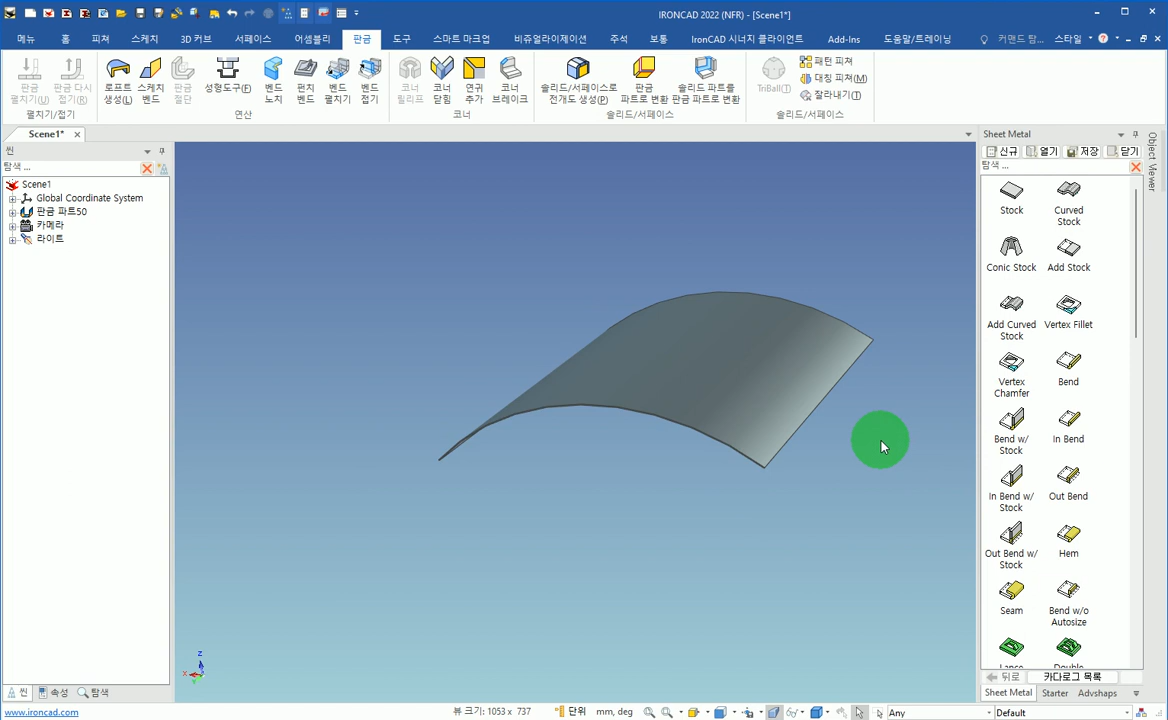 IRONCAD 2022 (NFR) - [Scene1*]
메뉴 홈 피쳐 스케치 3D 커브 서페이스 어셈블리 판금 도구 스마트 마크업 비쥬얼라이제이션 주석 보통 IronCAD 시너지 클라이언트 Add-Ins 도움말/트레이닝 커맨드 탐... 스타일
판금 펼치기(U)
판금 다시 접기(R)
펼치기/접기
로프트 생성(L)
스케치 벤드
판금 절단
성형도구(F)
벤드 노치
펀치 벤드
벤드 펼치기
벤드 접기
연산
코너 릴리프
코너 닫힘
연귀 추가
코너 브레이크
코너
솔리드/서페이스로 전개도 생성(P)
판금 파트로 변환
솔리드 파트를 판금 파트로 변환
솔리드/서페이스
TriBall(T)
패턴 피쳐
대칭 피쳐(M)
잘라내기(T)
솔리드/서페이스
Scene1*
씬
탐색 ...
Scene1
Global Coordinate System
판금 파트50
카메라
라이트
Z
X
Sheet Metal
신규 열기 저장 닫기
탐색 ...
Stock
Curved Stock
Conic Stock
Add Stock
Add Curved Stock
Vertex Fillet
Vertex Chamfer
Bend
Bend w/ Stock
In Bend
In Bend w/ Stock
Out Bend
Out Bend w/ Stock
Hem
Seam
Bend w/o Autosize
Lance
Double
뒤로 카다로그 목록
Sheet Metal Starter Advshaps
Object Viewer
씬 속성 탐색
www.ironcad.com
뷰 크기: 1053 x 737 단위 mm, deg Any Default